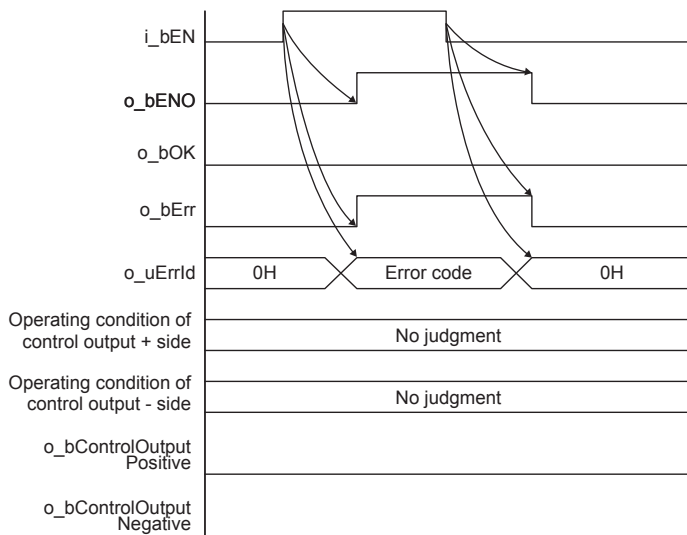 i_bEN
o_bENO
o_bOK
o_bErr
o_uErrId
0H
Error code
0H
Operating condition of
control output + side
No judgment
Operating condition of
control output - side
No judgment
o_bControlOutput
Positive
o_bControlOutput
Negative